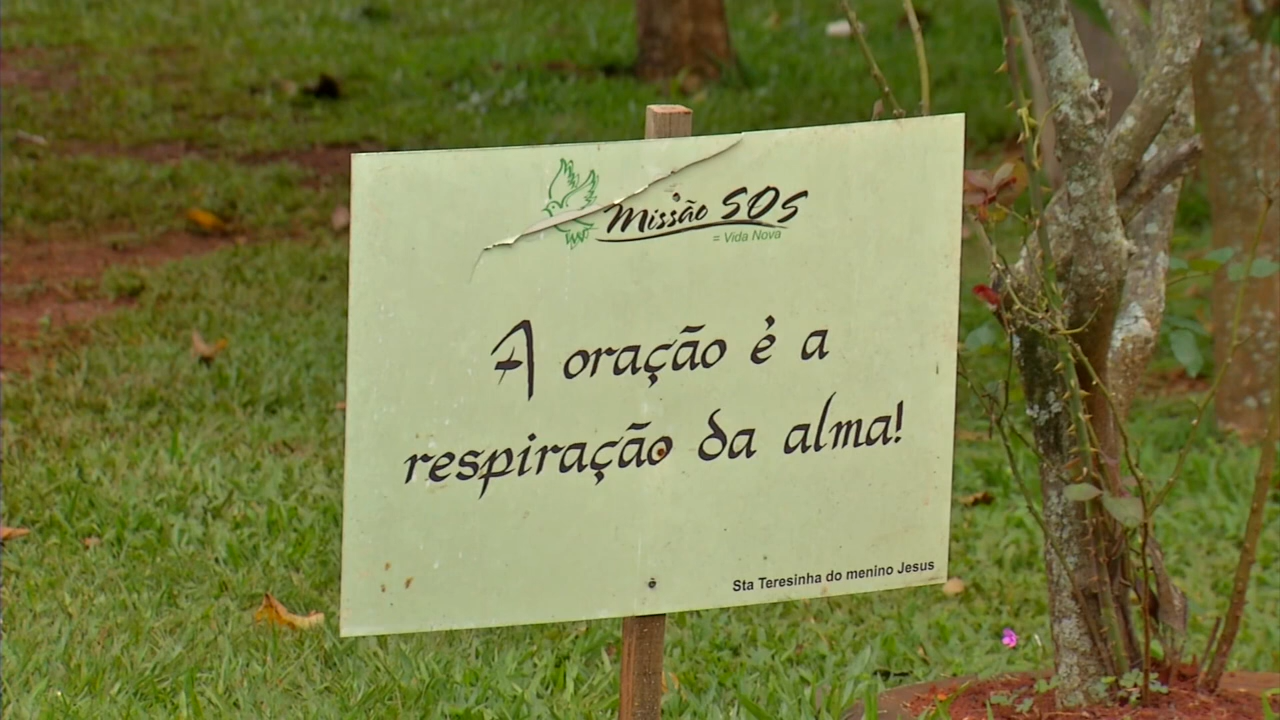 Missão SOS
= Vida Nova
A oração é a
respiração da alma!
Sta Teresinha do menino Jesus